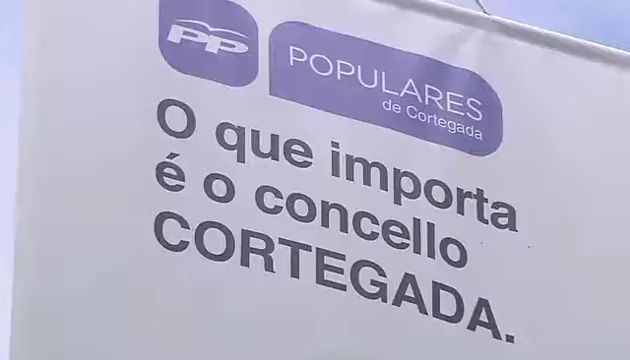 PP
POPULARES
de Cortegada
O que importa
é o concello
CORTEGADA.